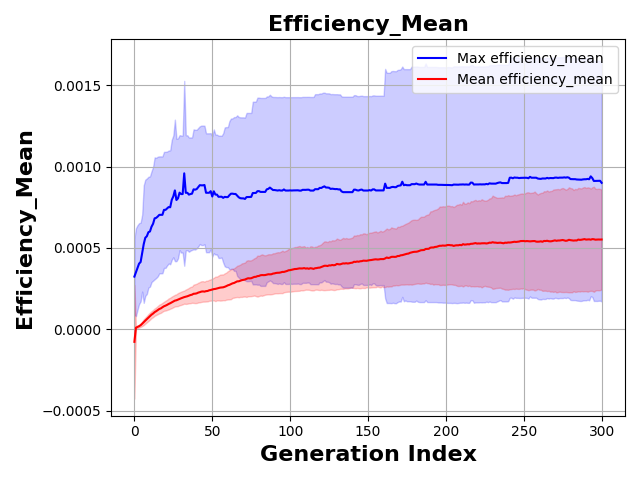 Efficiency_Mean
Max efficiency_mean
Mean efficiency_mean
0.0015
0.0010
0.0005
0.0000
−0.0005
Efficiency_Mean
0 50 100 150 200 250 300
Generation Index